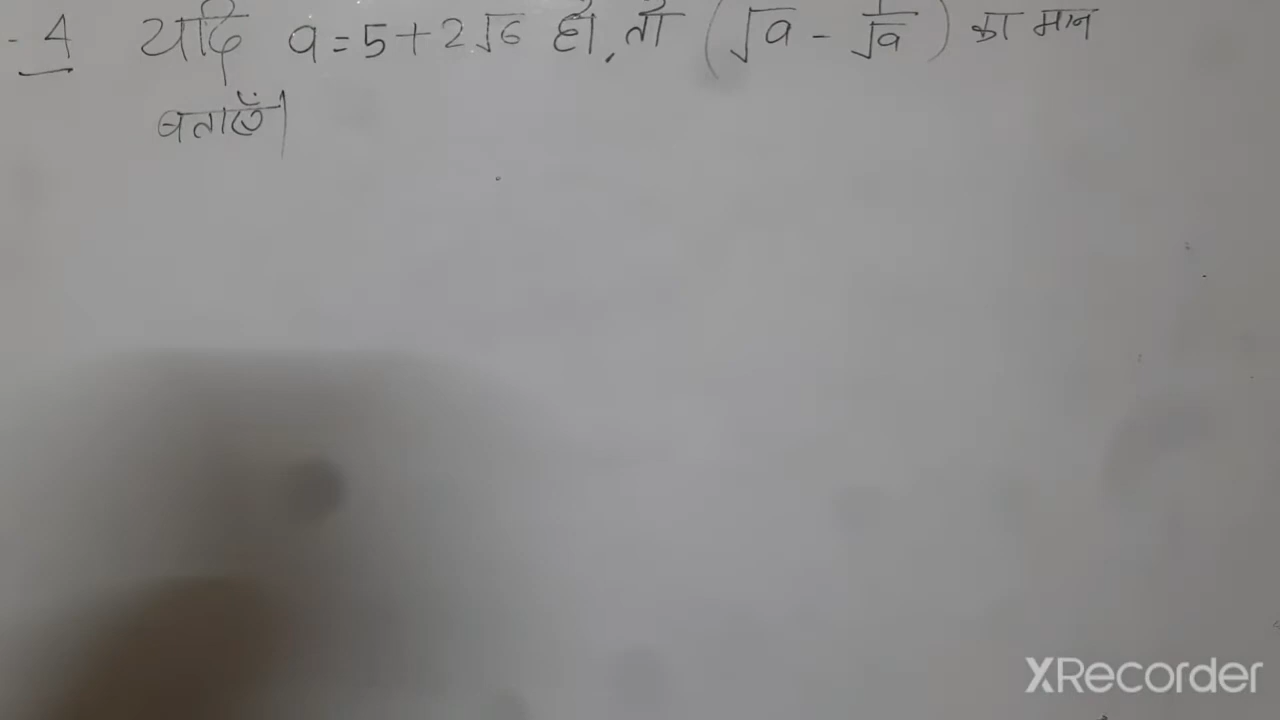 - 4 यदि a = 5 + 2√6 हो, तो (√a - 1/√a) का मान
बताएँ।
XRecorder